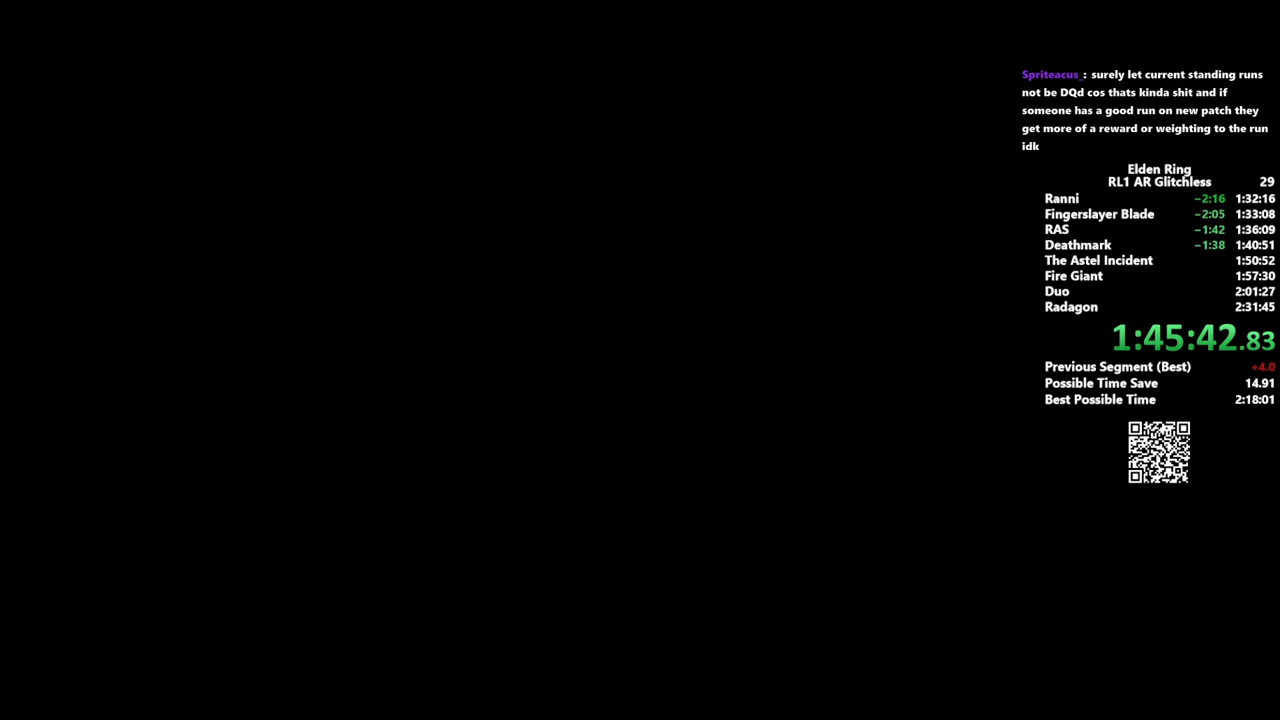 Spriteacus_: surely let current standing runs
not be DQd cos thats kinda shit and if
someone has a good run on new patch they
get more of a reward or weighting to the run
idk
Elden Ring
RL1 AR Glitchless 29
Ranni −2:16 1:32:16
Fingerslayer Blade −2:05 1:33:08
RAS −1:42 1:36:09
Deathmark −1:38 1:40:51
The Astel Incident 1:50:52
Fire Giant 1:57:30
Duo 2:01:27
Radagon 2:31:45
1:45:42.83
Previous Segment (Best) +4.0
Possible Time Save 14.91
Best Possible Time 2:18:01